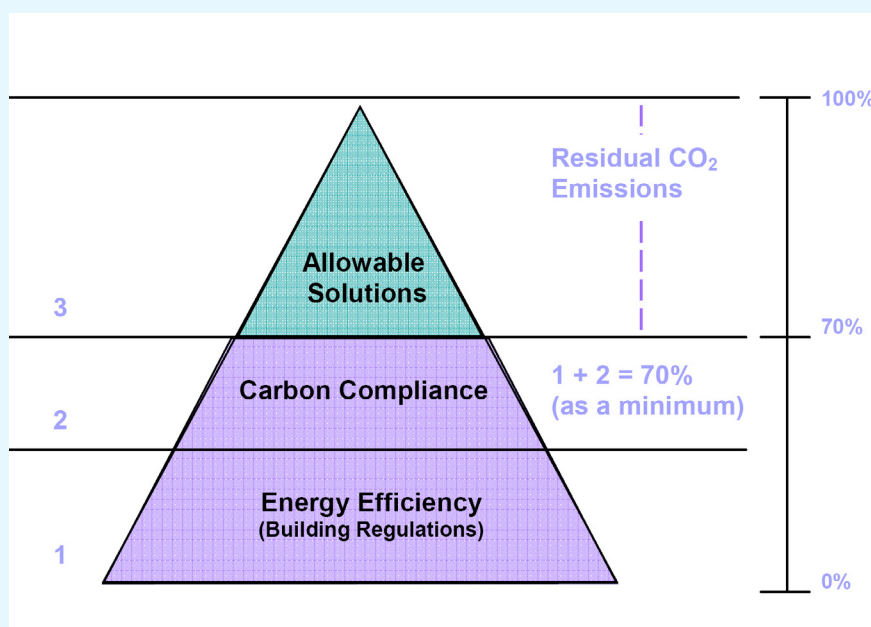 100%
Residual CO₂
Emissions
Allowable
Solutions
3
70%
1 + 2 = 70%
(as a minimum)
Carbon Compliance
2
Energy Efficiency
(Building Regulations)
1
0%